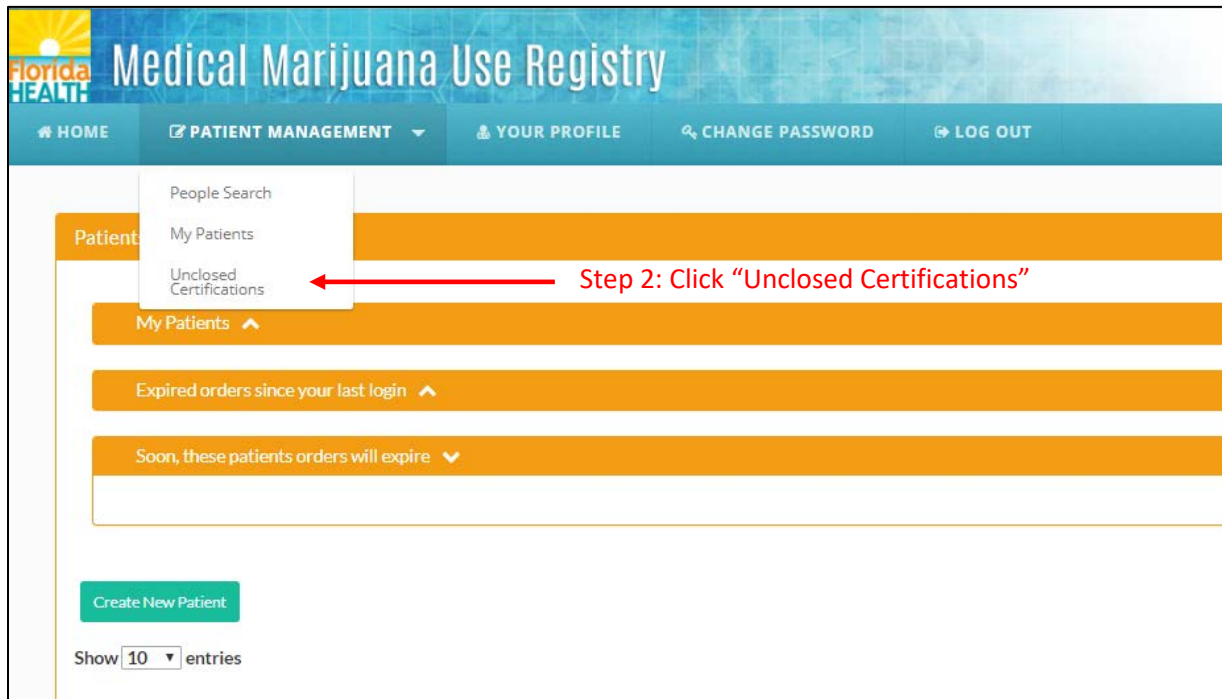 Florida
HEALTH
Medical Marijuana Use Registry
HOME PATIENT MANAGEMENT YOUR PROFILE CHANGE PASSWORD LOG OUT
People Search
My Patients
Unclosed
Certifications
Patient
Step 2: Click “Unclosed Certifications”
My Patients
Expired orders since your last login
Soon, these patients orders will expire
Create New Patient
Show 10 entries